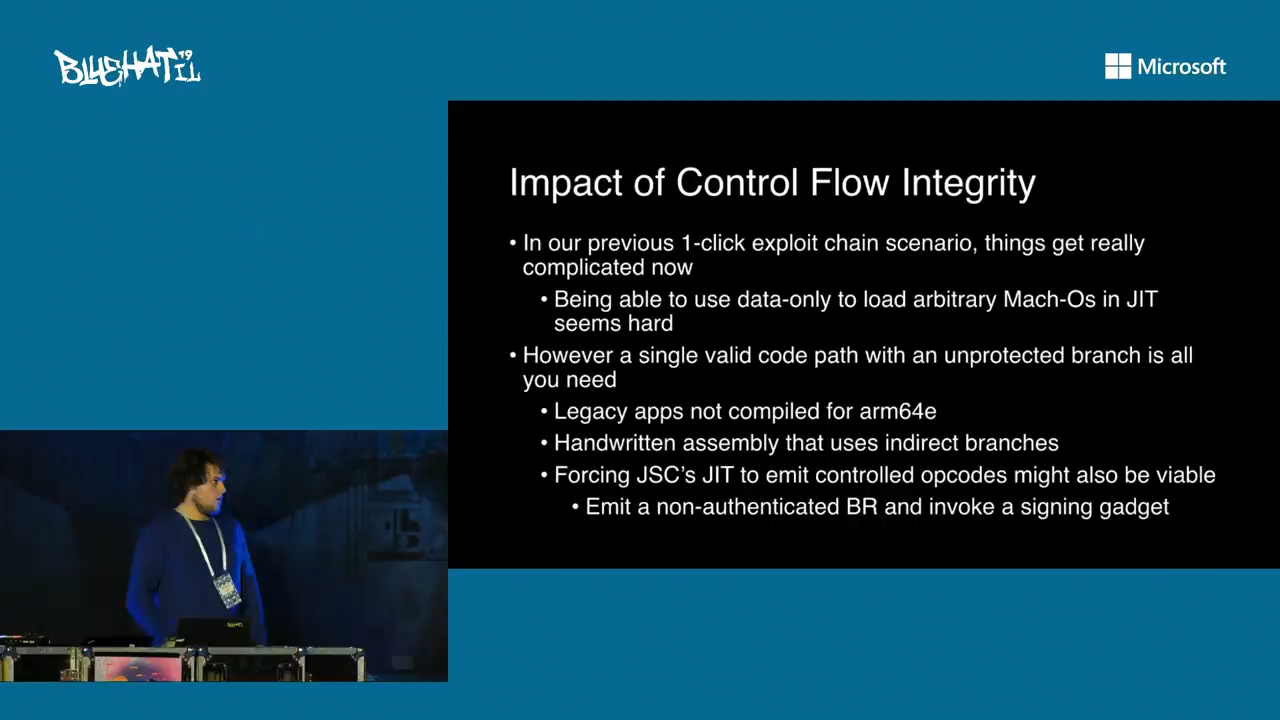 BLUEHAT 19 IL
Microsoft
Impact of Control Flow Integrity
• In our previous 1-click exploit chain scenario, things get really
complicated now
• Being able to use data-only to load arbitrary Mach-Os in JIT
seems hard
• However a single valid code path with an unprotected branch is all
you need
• Legacy apps not compiled for arm64e
• Handwritten assembly that uses indirect branches
• Forcing JSC's JIT to emit controlled opcodes might also be viable
• Emit a non-authenticated BR and invoke a signing gadget